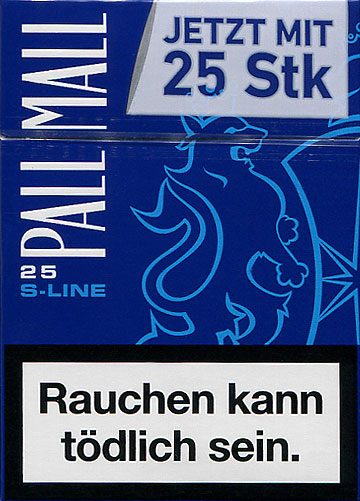 JETZT MIT
25 Stk
PALL MALL
25
S-LINE
Rauchen kann
tödlich sein.